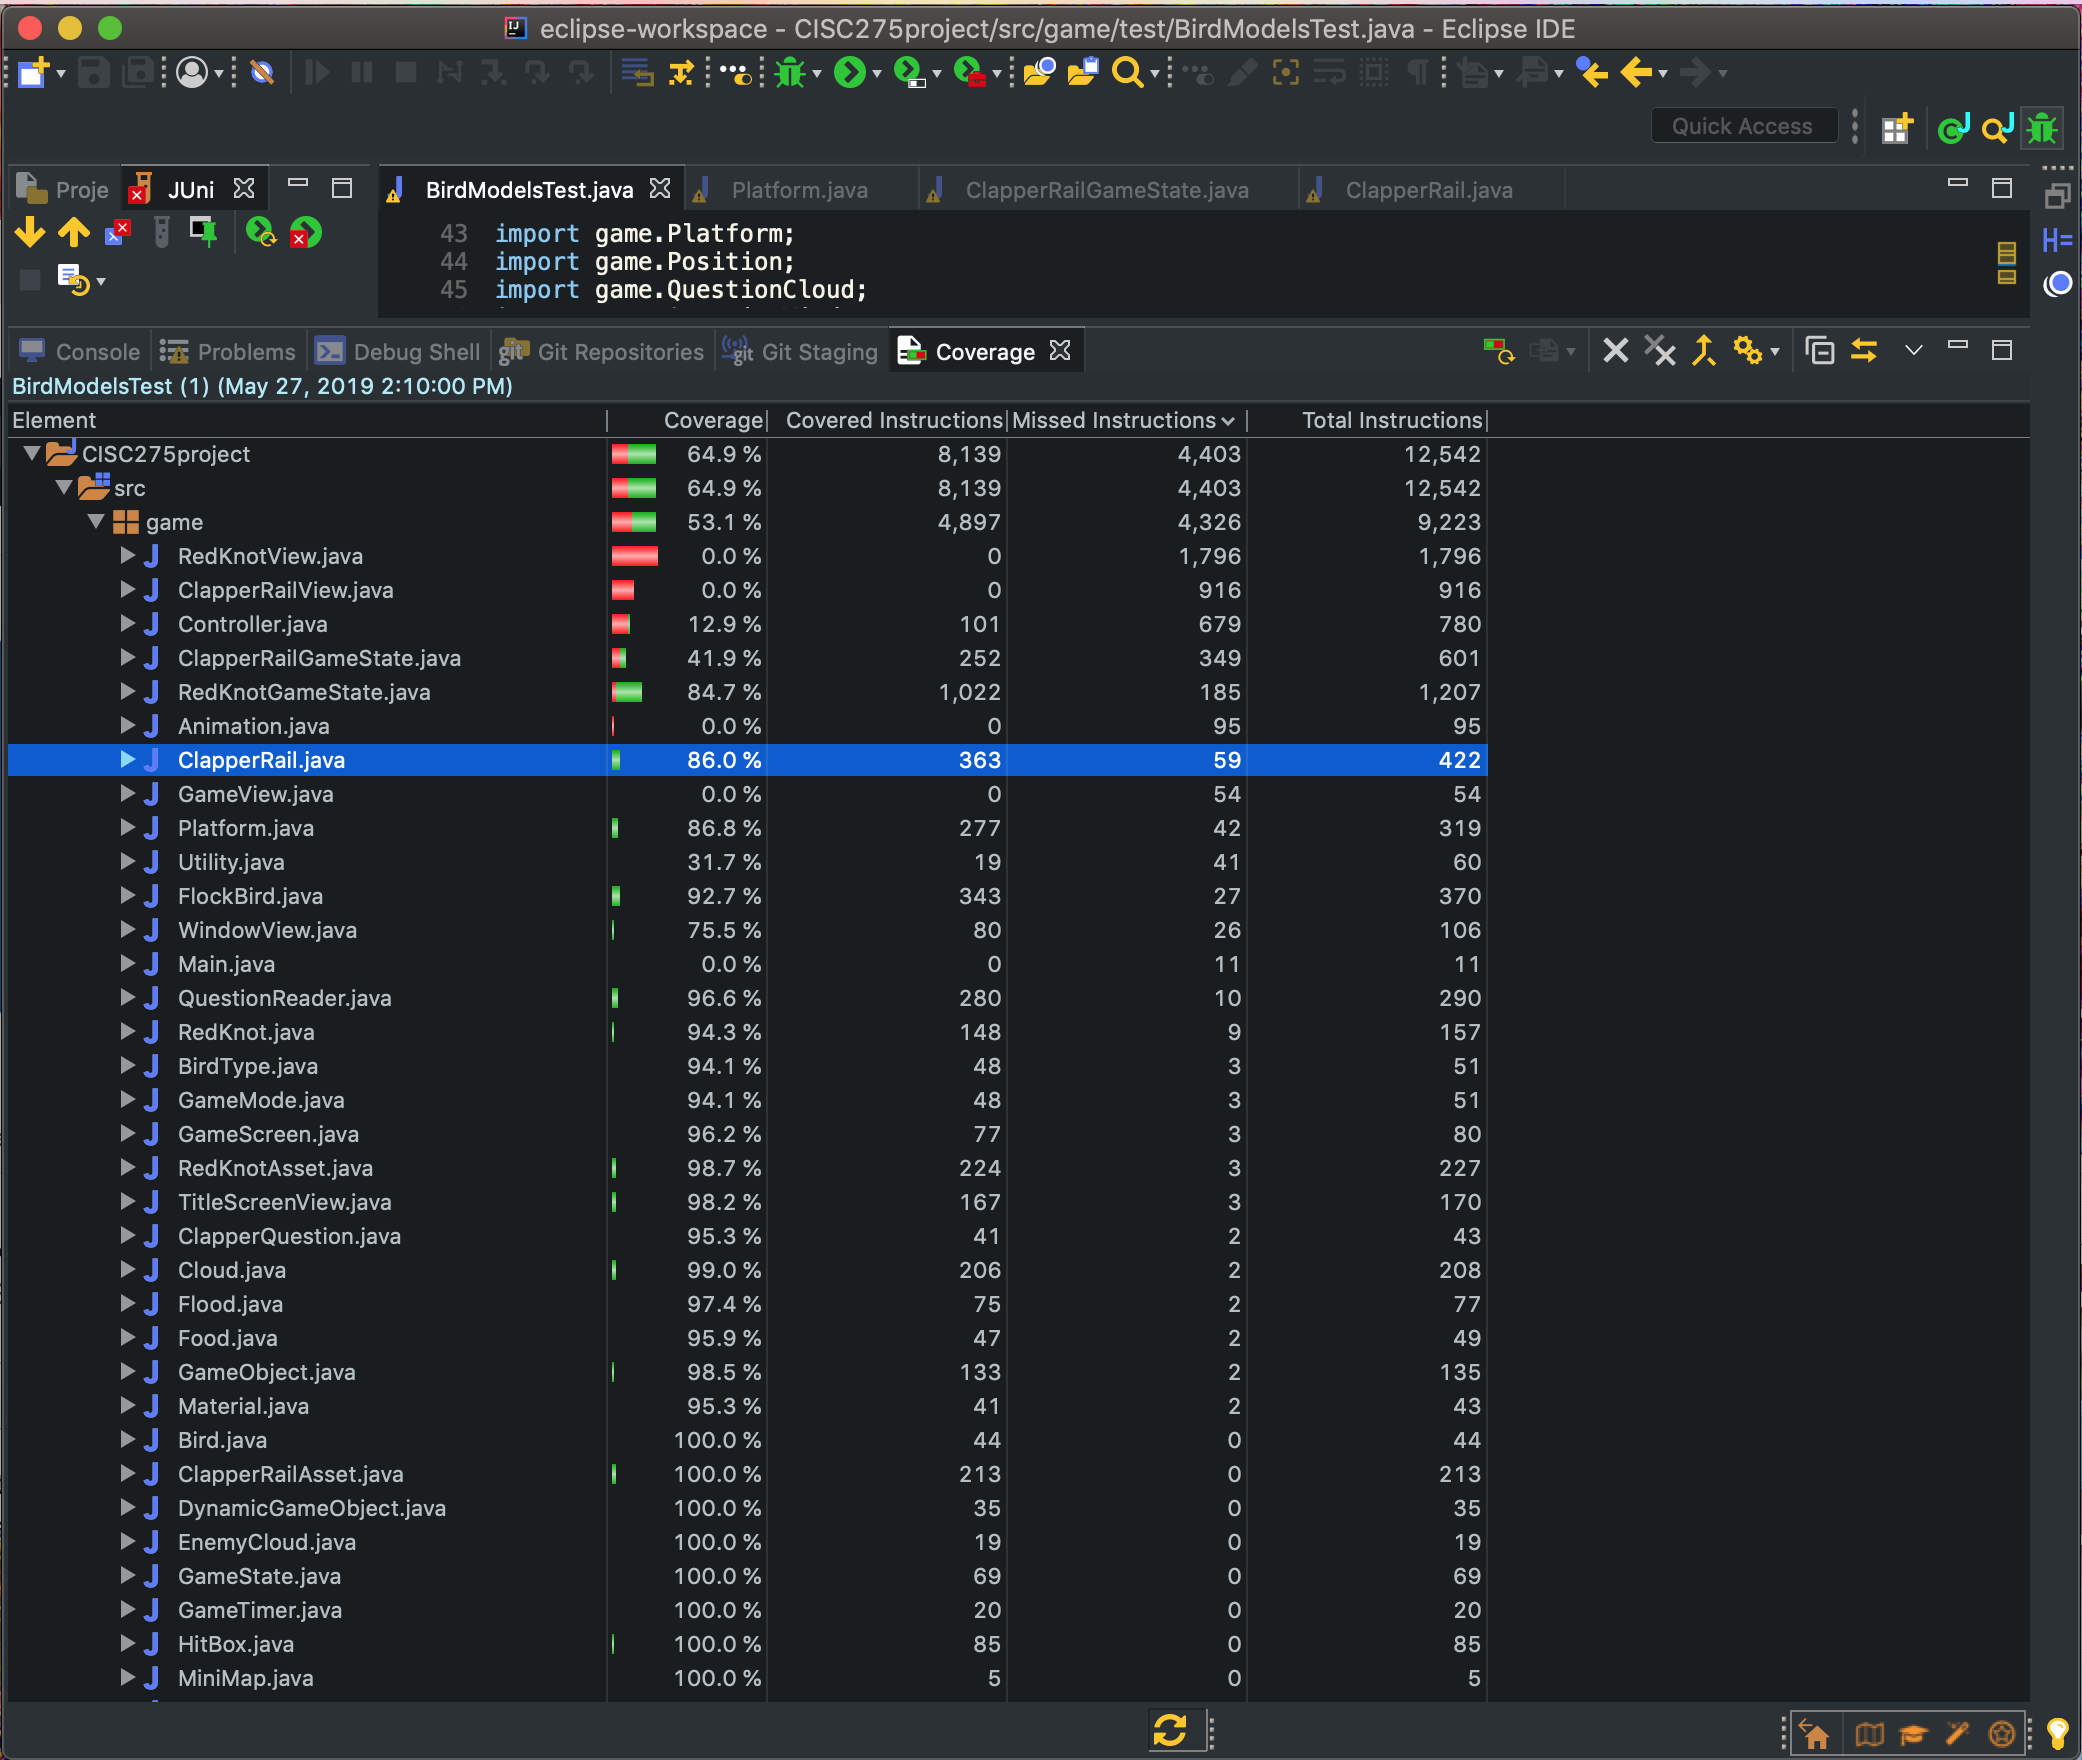 eclipse-workspace - CISC275project/src/game/test/BirdModelsTest.java - Eclipse IDE
Quick Access
Proje JUni BirdModelsTest.java Platform.java ClapperRailGameState.java ClapperRail.java
43 import game.Platform;
44 import game.Position;
45 import game.QuestionCloud;
H=
Console Problems Debug Shell Git Repositories Git Staging Coverage
BirdModelsTest (1) (May 27, 2019 2:10:00 PM)
Element Coverage Covered Instructions Missed Instructions Total Instructions
CISC275project 64.9 % 8,139 4,403 12,542
src 64.9 % 8,139 4,403 12,542
game 53.1 % 4,897 4,326 9,223
RedKnotView.java 0.0 % 0 1,796 1,796
ClapperRailView.java 0.0 % 0 916 916
Controller.java 12.9 % 101 679 780
ClapperRailGameState.java 41.9 % 252 349 601
RedKnotGameState.java 84.7 % 1,022 185 1,207
Animation.java 0.0 % 0 95 95
ClapperRail.java 86.0 % 363 59 422
GameView.java 0.0 % 0 54 54
Platform.java 86.8 % 277 42 319
Utility.java 31.7 % 19 41 60
FlockBird.java 92.7 % 343 27 370
WindowView.java 75.5 % 80 26 106
Main.java 0.0 % 0 11 11
QuestionReader.java 96.6 % 280 10 290
RedKnot.java 94.3 % 148 9 157
BirdType.java 94.1 % 48 3 51
GameMode.java 94.1 % 48 3 51
GameScreen.java 96.2 % 77 3 80
RedKnotAsset.java 98.7 % 224 3 227
TitleScreenView.java 98.2 % 167 3 170
ClapperQuestion.java 95.3 % 41 2 43
Cloud.java 99.0 % 206 2 208
Flood.java 97.4 % 75 2 77
Food.java 95.9 % 47 2 49
GameObject.java 98.5 % 133 2 135
Material.java 95.3 % 41 2 43
Bird.java 100.0 % 44 0 44
ClapperRailAsset.java 100.0 % 213 0 213
DynamicGameObject.java 100.0 % 35 0 35
EnemyCloud.java 100.0 % 19 0 19
GameState.java 100.0 % 69 0 69
GameTimer.java 100.0 % 20 0 20
HitBox.java 100.0 % 85 0 85
MiniMap.java 100.0 % 5 0 5